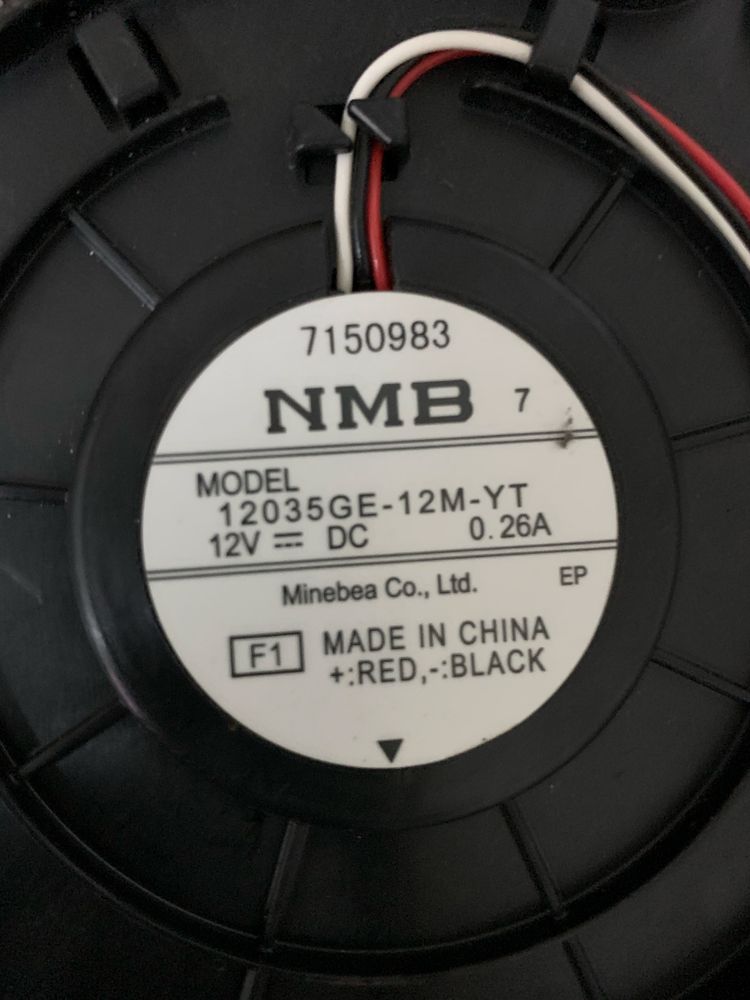 7150983
NMB 7
MODEL
12035GE-12M-YT
12V ⎓ DC 0.26A
Minebea Co., Ltd. EP
F1 MADE IN CHINA
+:RED,-:BLACK